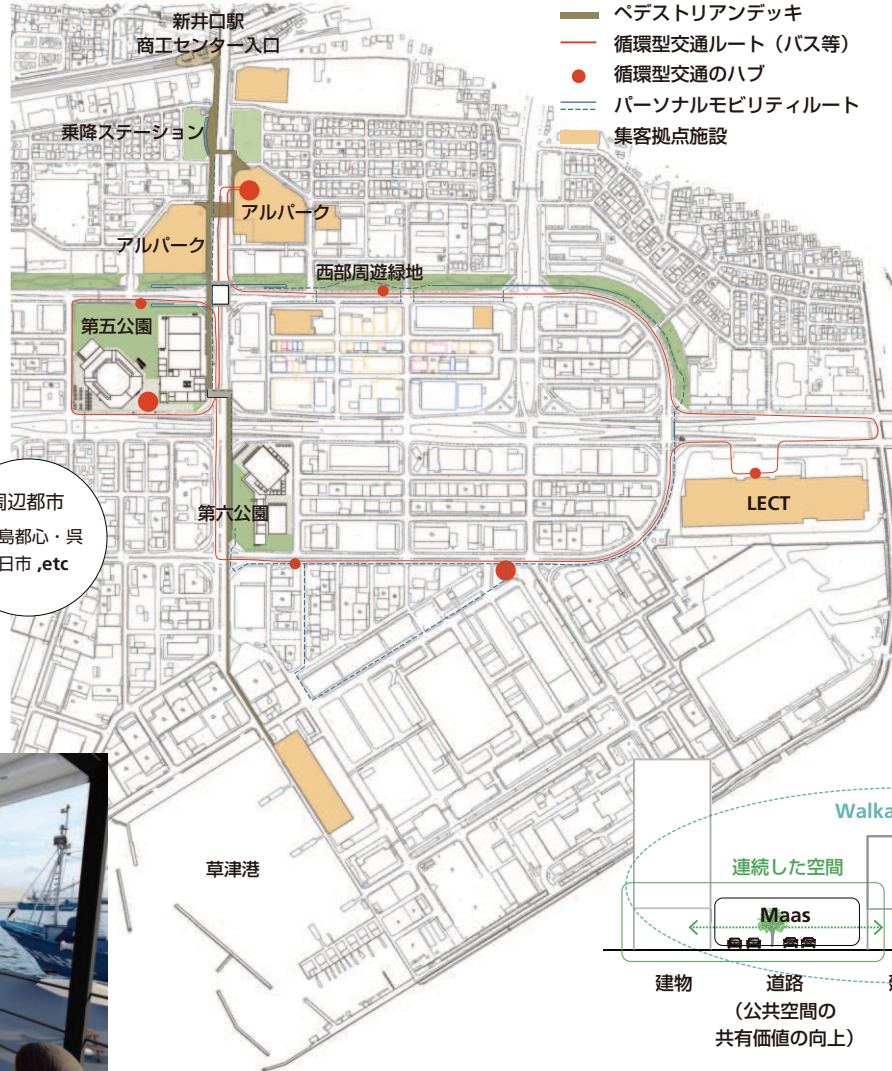 新井口駅
商工センター入口
ペデストリアンデッキ
循環型交通ルート（バス等）
循環型交通のハブ
パーソナルモビリティルート
集客拠点施設
乗降ステーション
アルパーク
アルパーク
西部周遊緑地
第五公園
周辺都市
島都心・呉
日市 ,etc
第六公園
LECT
草津港
Walka
連続した空間
Maas
建物
道路
（公共空間の
共有価値の向上）